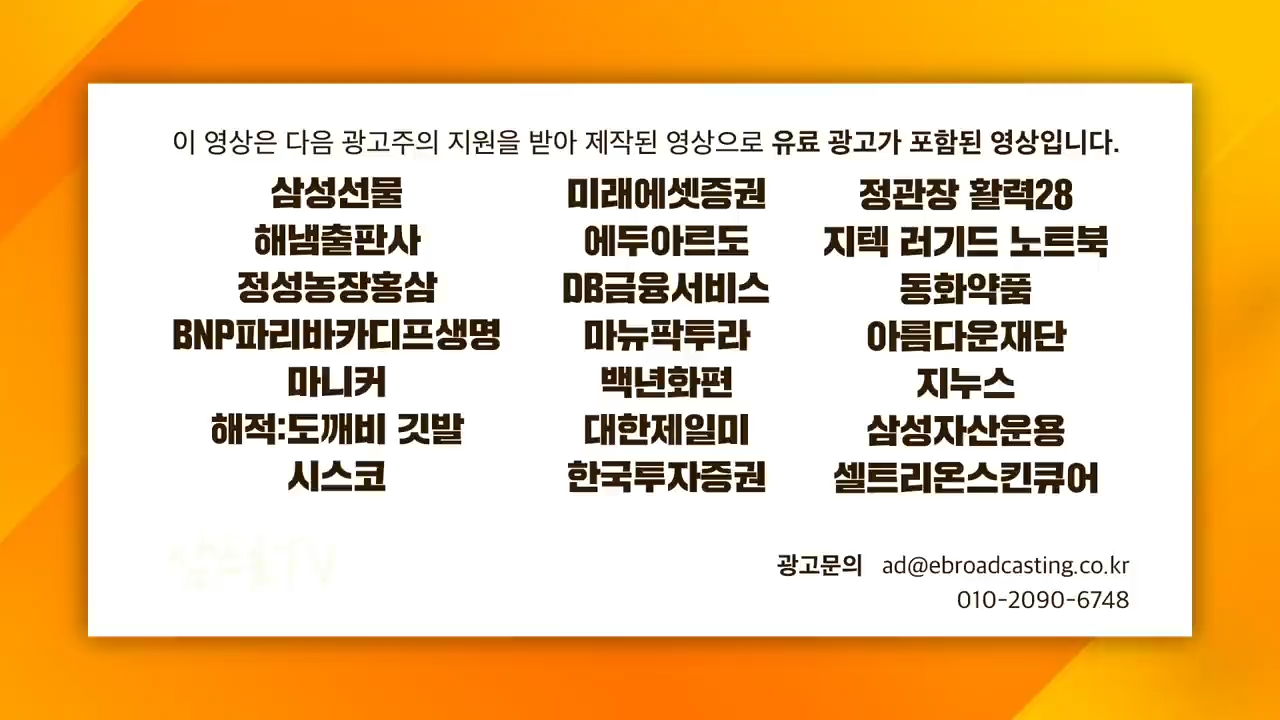 이 영상은 다음 광고주의 지원을 받아 제작된 영상으로 유료 광고가 포함된 영상입니다.
삼성선물 미래에셋증권 정관장 활력28
해냄출판사 에두아르도 지텍 러기드 노트북
정성농장홍삼 DB금융서비스 동화약품
BNP파리바카디프생명 마뉴팍투라 아름다운재단
마니커 백년화편 지누스
해적:도깨비 깃발 대한제일미 삼성자산운용
시스코 한국투자증권 셀트리온스킨큐어
광고문의 ad@ebroadcasting.co.kr
010-2090-6748